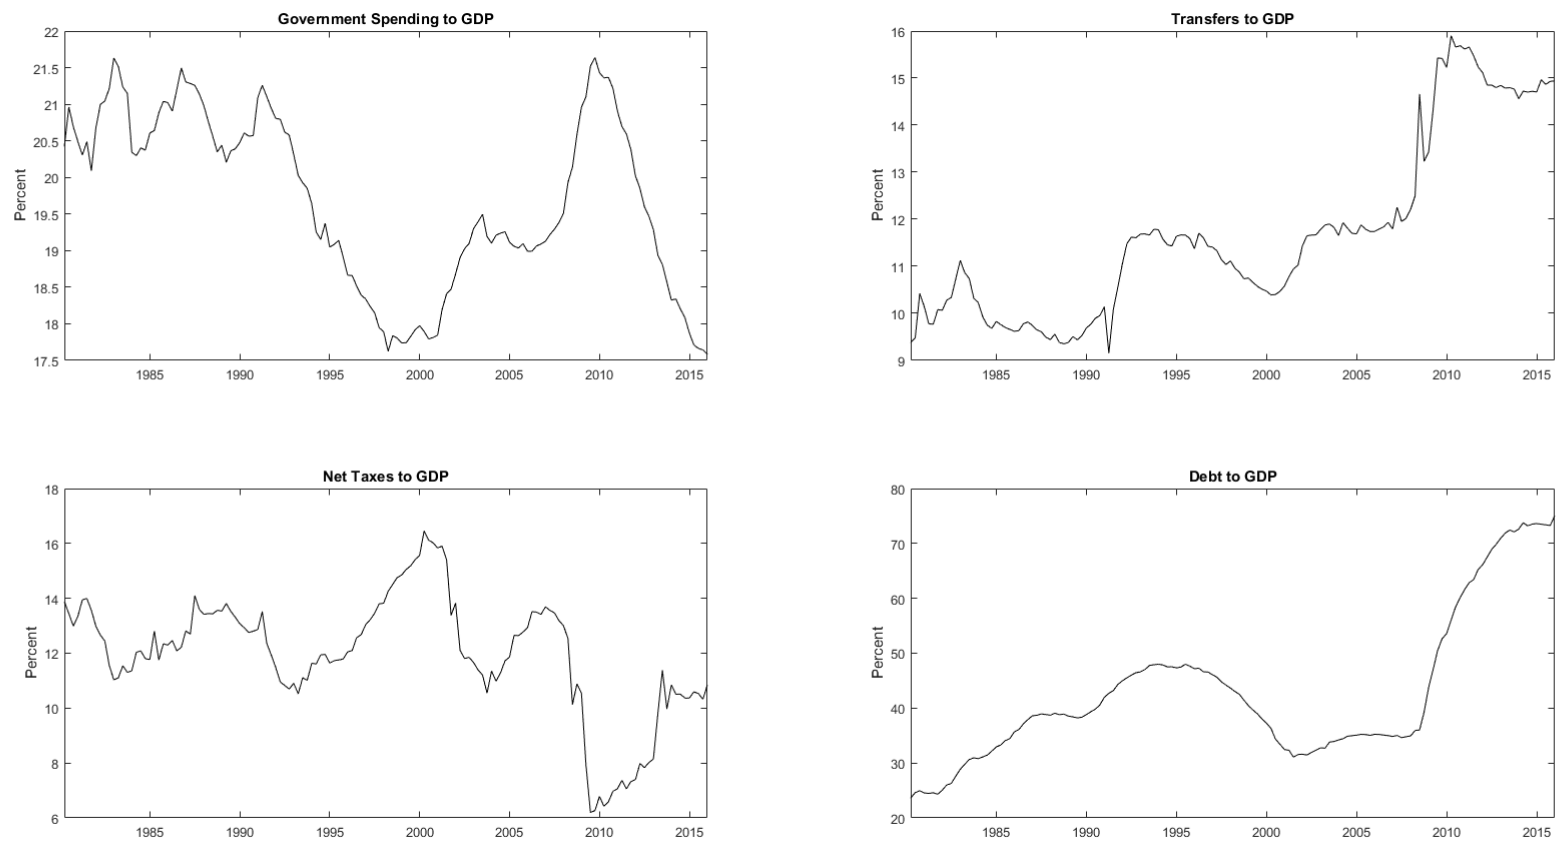 Government Spending to GDP
22
21.5
21
20.5
20
19.5
19
18.5
18
17.5
Percent
1985 1990 1995 2000 2005 2010 2015
Transfers to GDP
16
15
14
13
12
11
10
9
Percent
1985 1990 1995 2000 2005 2010 2015
Net Taxes to GDP
18
16
14
12
10
8
6
Percent
1985 1990 1995 2000 2005 2010 2015
Debt to GDP
80
70
60
50
40
30
20
Percent
1985 1990 1995 2000 2005 2010 2015